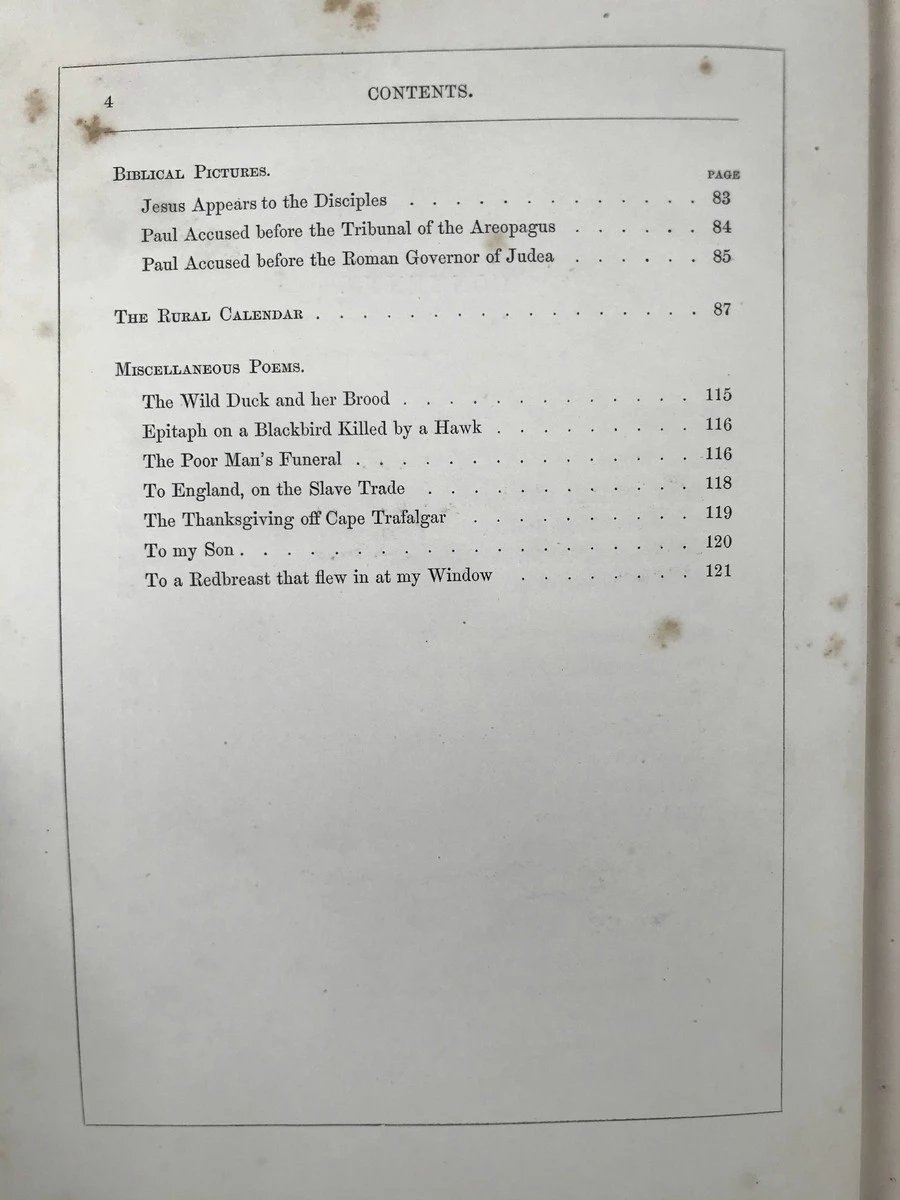 4 CONTENTS.
BIBLICAL PICTURES. PAGE
Jesus Appears to the Disciples . . . . . . . . . . . . . 83
Paul Accused before the Tribunal of the Areopagus . . . . . . 84
Paul Accused before the Roman Governor of Judea . . . . . . 85
THE RURAL CALENDAR . . . . . . . . . . . . . . . . . 87
MISCELLANEOUS POEMS.
The Wild Duck and her Brood . . . . . . . . . . . . . 115
Epitaph on a Blackbird Killed by a Hawk . . . . . . . . . 116
The Poor Man's Funeral . . . . . . . . . . . . . . . 116
To England, on the Slave Trade . . . . . . . . . . . . 118
The Thanksgiving off Cape Trafalgar . . . . . . . . . . 119
To my Son . . . . . . . . . . . . . . . . . . . . 120
To a Redbreast that flew in at my Window . . . . . . . . 121